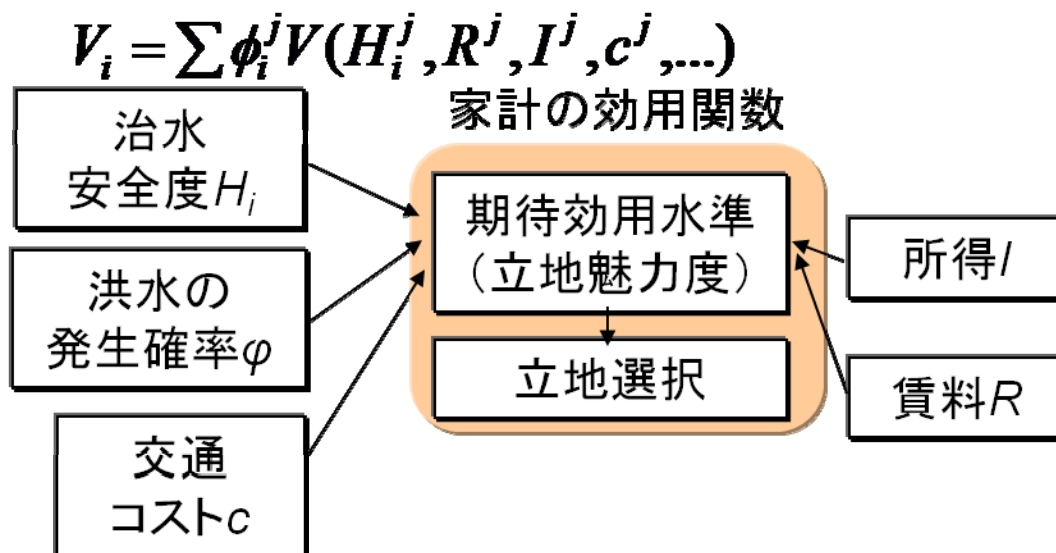 V_i = ∑ϕ_i^j V(H_i^j, R^j, I^j, c^j, ...)
家計の効用関数
治水
安全度H_i
洪水の
発生確率φ
交通
コストc
期待効用水準
（立地魅力度）
立地選択
所得I
賃料R